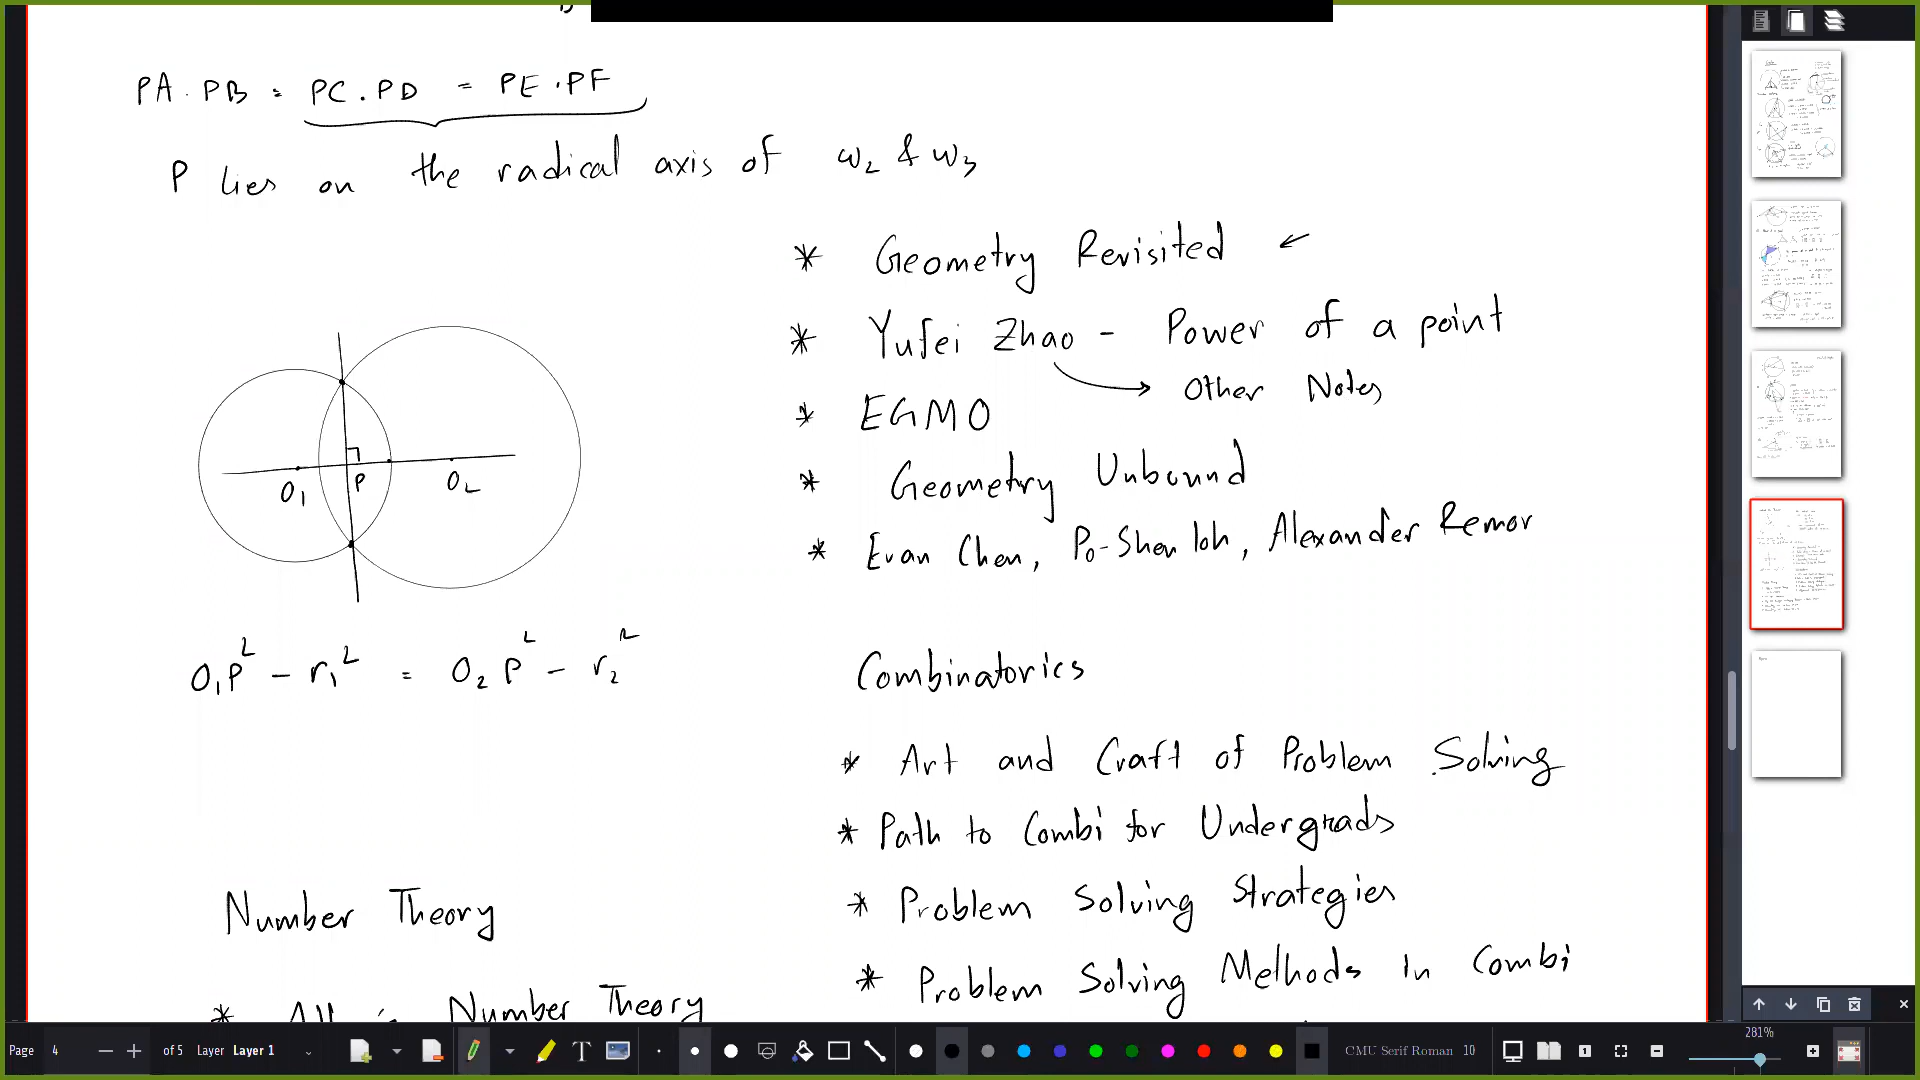 PA . PB = PC . PD = PE . PF
P lies on the radical axis of ω₂ & ω₃
* Geometry Revisited ←
* Yufei Zhao - Power of a point
→ Other Notes
* EGMO
* Geometry Unbound
* Evan Chen, Po-Shen Loh, Alexander Remor
O₁
P
O₂
O₁P² - r₁² = O₂P² - r₂²
Combinatorics
* Art and Craft of Problem Solving
* Path to Combi for Undergrads
* Problem Solving Strategies
* Problem Solving Methods in Combi
Number Theory
* Number Theory
Page 4 of 5 Layer Layer 1
CMU Serif Roman 10
281%